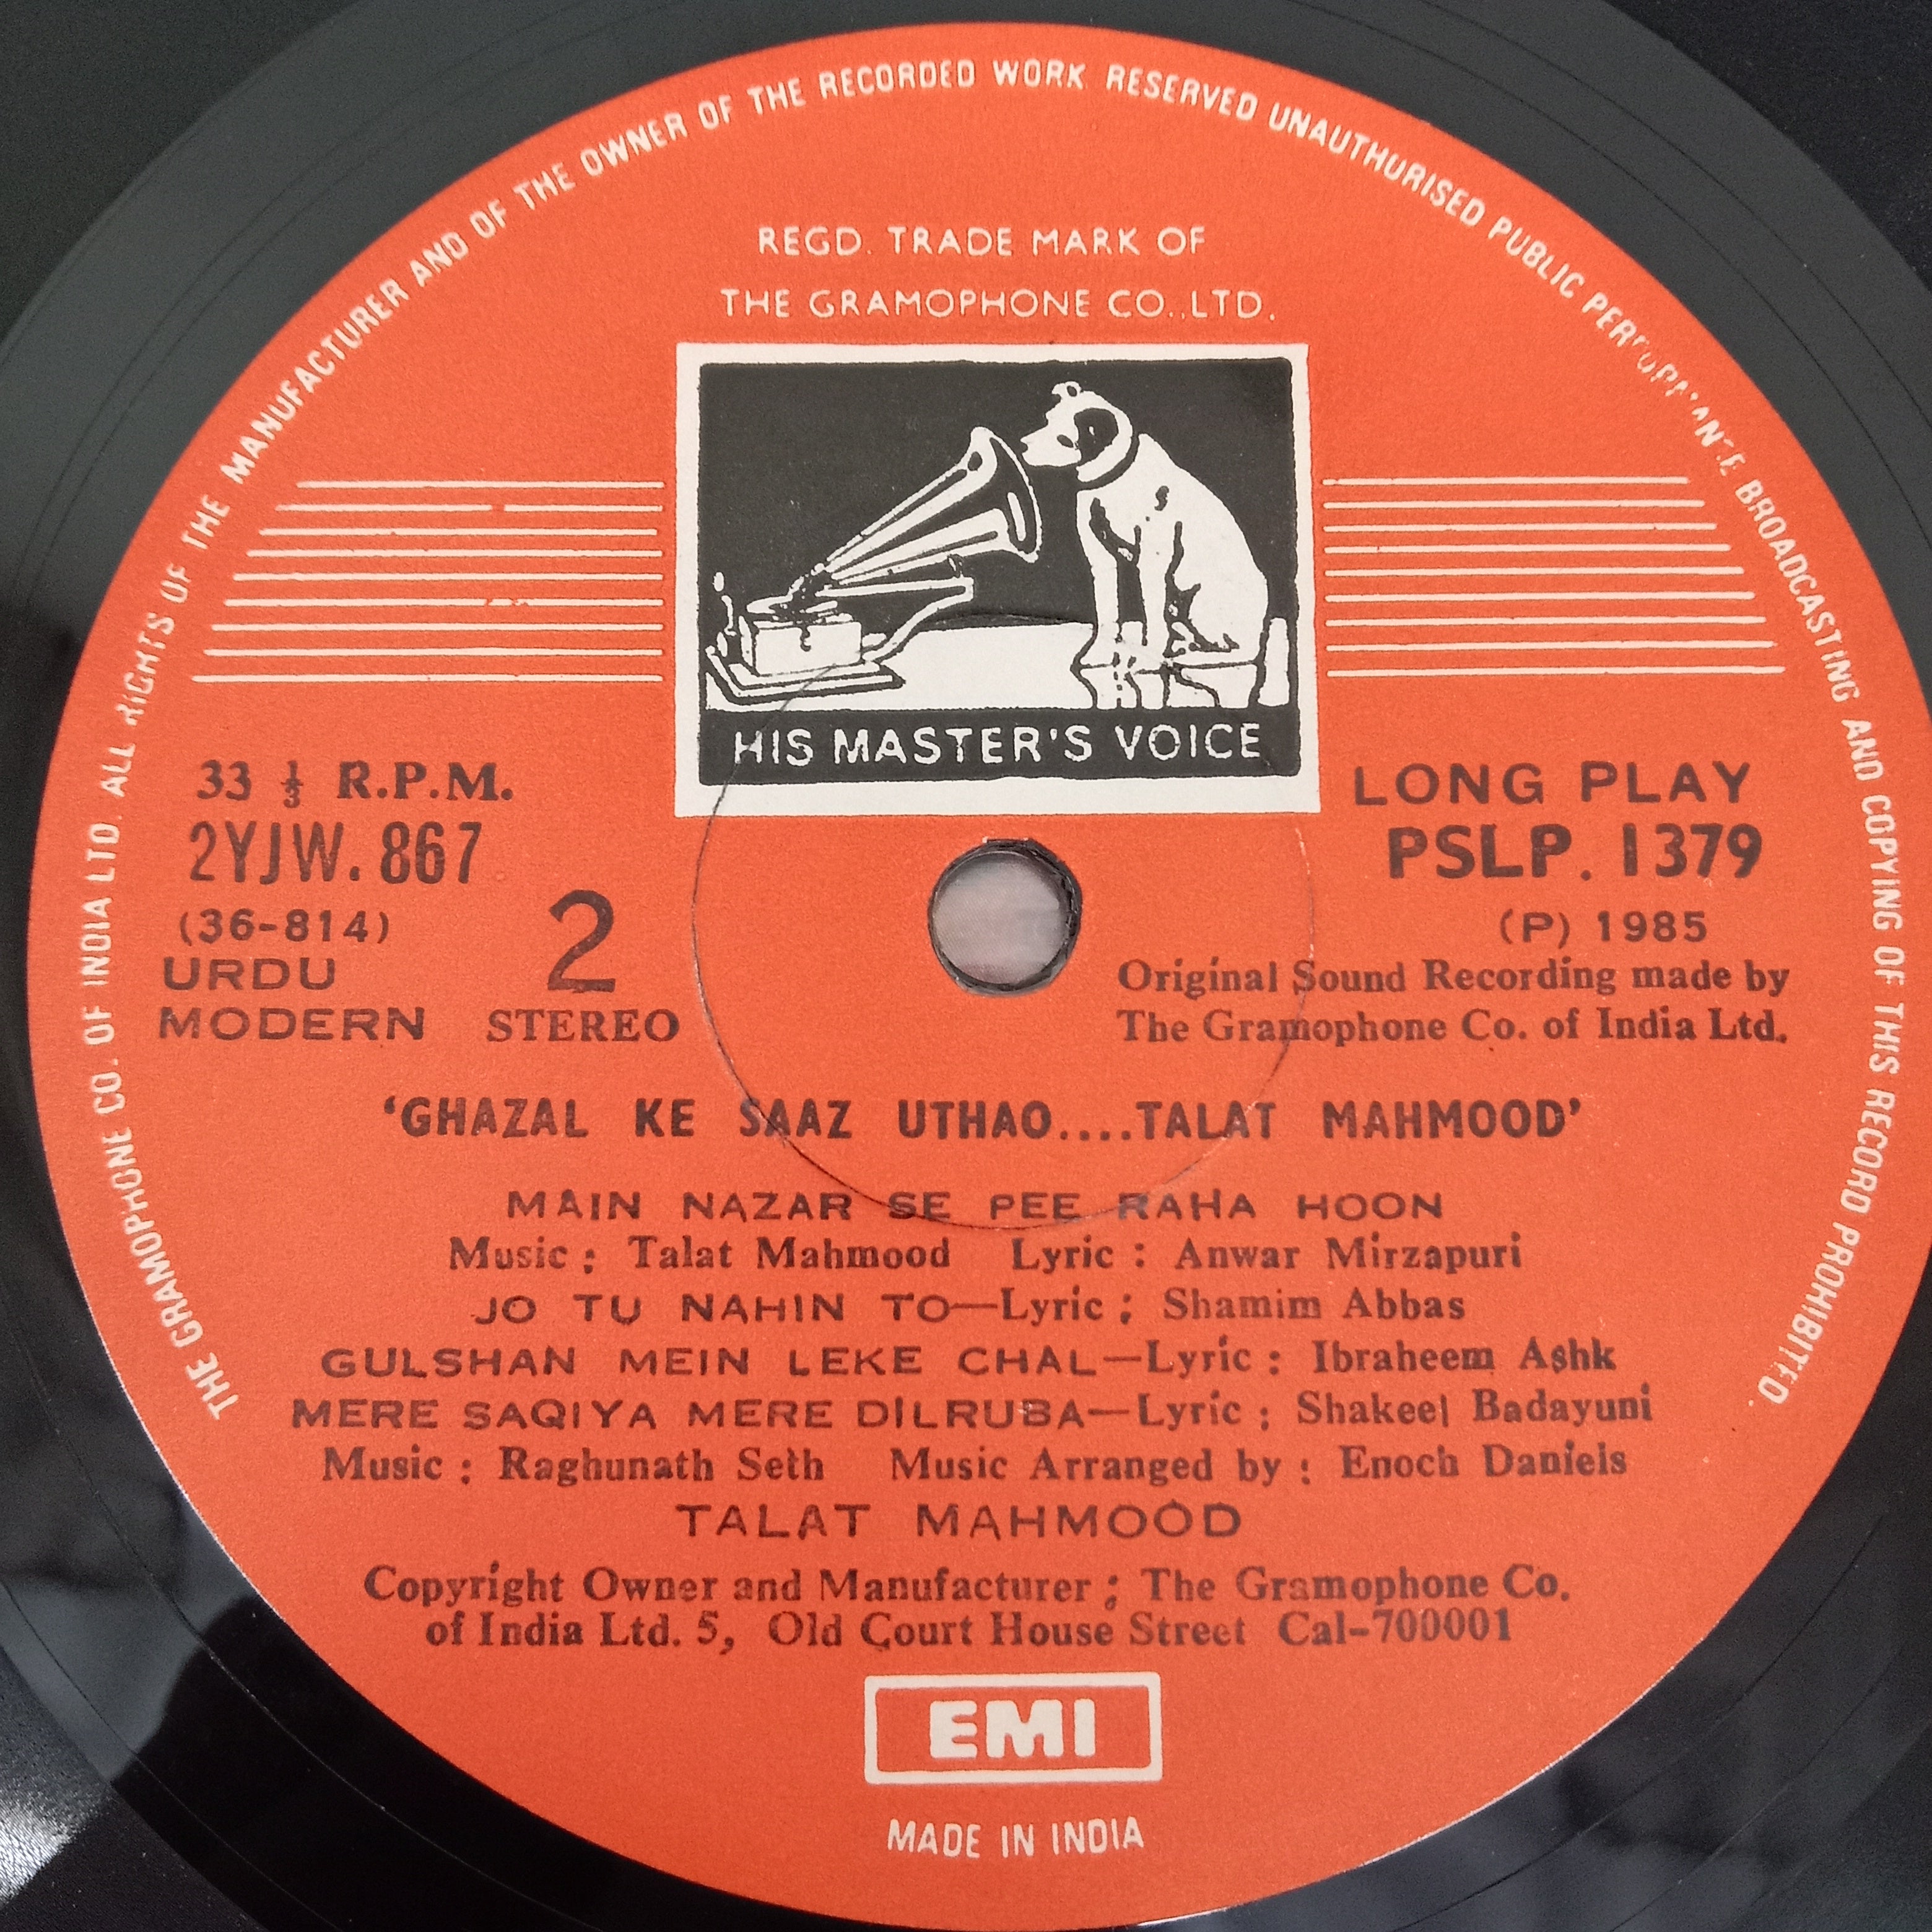 THE GRAMOPHONE CO. OF INDIA LTD. ALL RIGHTS OF THE MANUFACTURER AND OF THE OWNER OF THE RECORDED WORK RESERVED UNAUTHURISED PUBLIC PERFORMANCE BROADCASTING AND COPYING OF THIS RECORD PROHIBITED
REGD. TRADE MARK OF
THE GRAMOPHONE CO.,LTD.
HIS MASTER'S VOICE
33 ⅓ R.P.M.
2YJW. 867
(36-814)
URDU
MODERN
2
STEREO
LONG PLAY
PSLP. 1379
(P) 1985
Original Sound Recording made by
The Gramophone Co. of India Ltd.
'GHAZAL KE SAAZ UTHAO....TALAT MAHMOOD'
MAIN NAZAR SE PEE RAHA HOON
Music : Talat Mahmood Lyric : Anwar Mirzapuri
JO TU NAHIN TO—Lyric : Shamim Abbas
GULSHAN MEIN LEKE CHAL—Lyric : Ibraheem Ashk
MERE SAQIYA MERE DILRUBA—Lyric : Shakeel Badayuni
Music : Raghunath Seth Music Arranged by : Enoch Daniels
TALAT MAHMOOD
Copyright Owner and Manufacturer : The Gramophone Co.
of India Ltd. 5, Old Court House Street Cal-700001
EMI
MADE IN INDIA